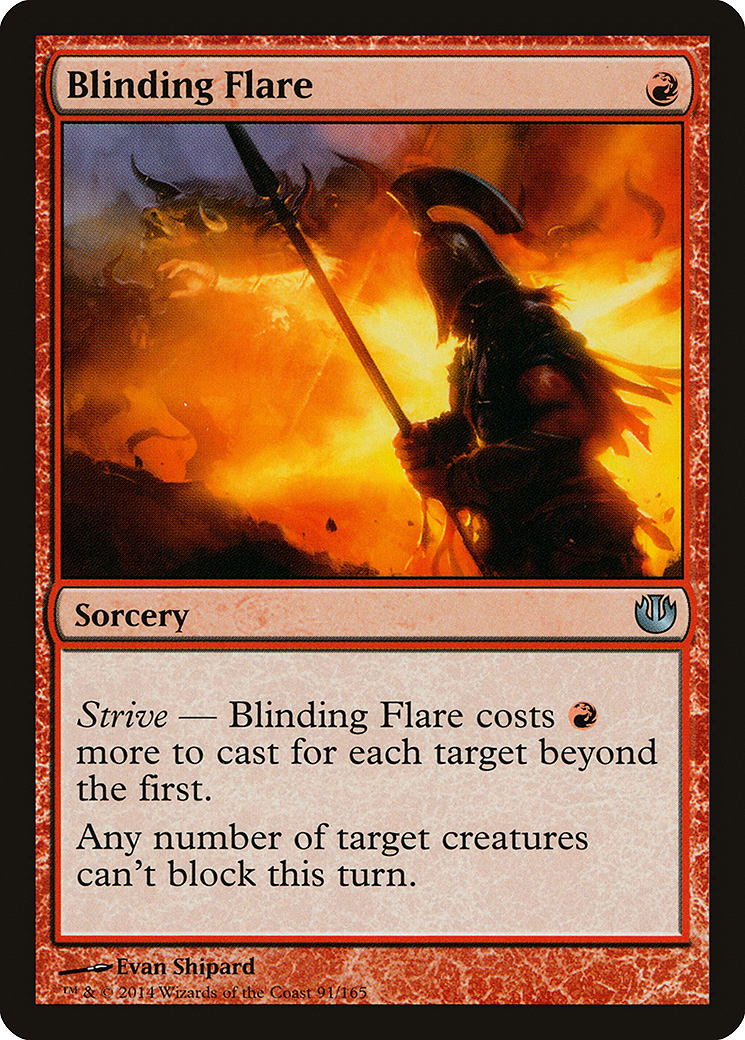 Blinding Flare
Sorcery
Strive — Blinding Flare costs
more to cast for each target beyond
the first.
Any number of target creatures
can't block this turn.
Evan Shipard
™ & © 2014 Wizards of the Coast 91/165